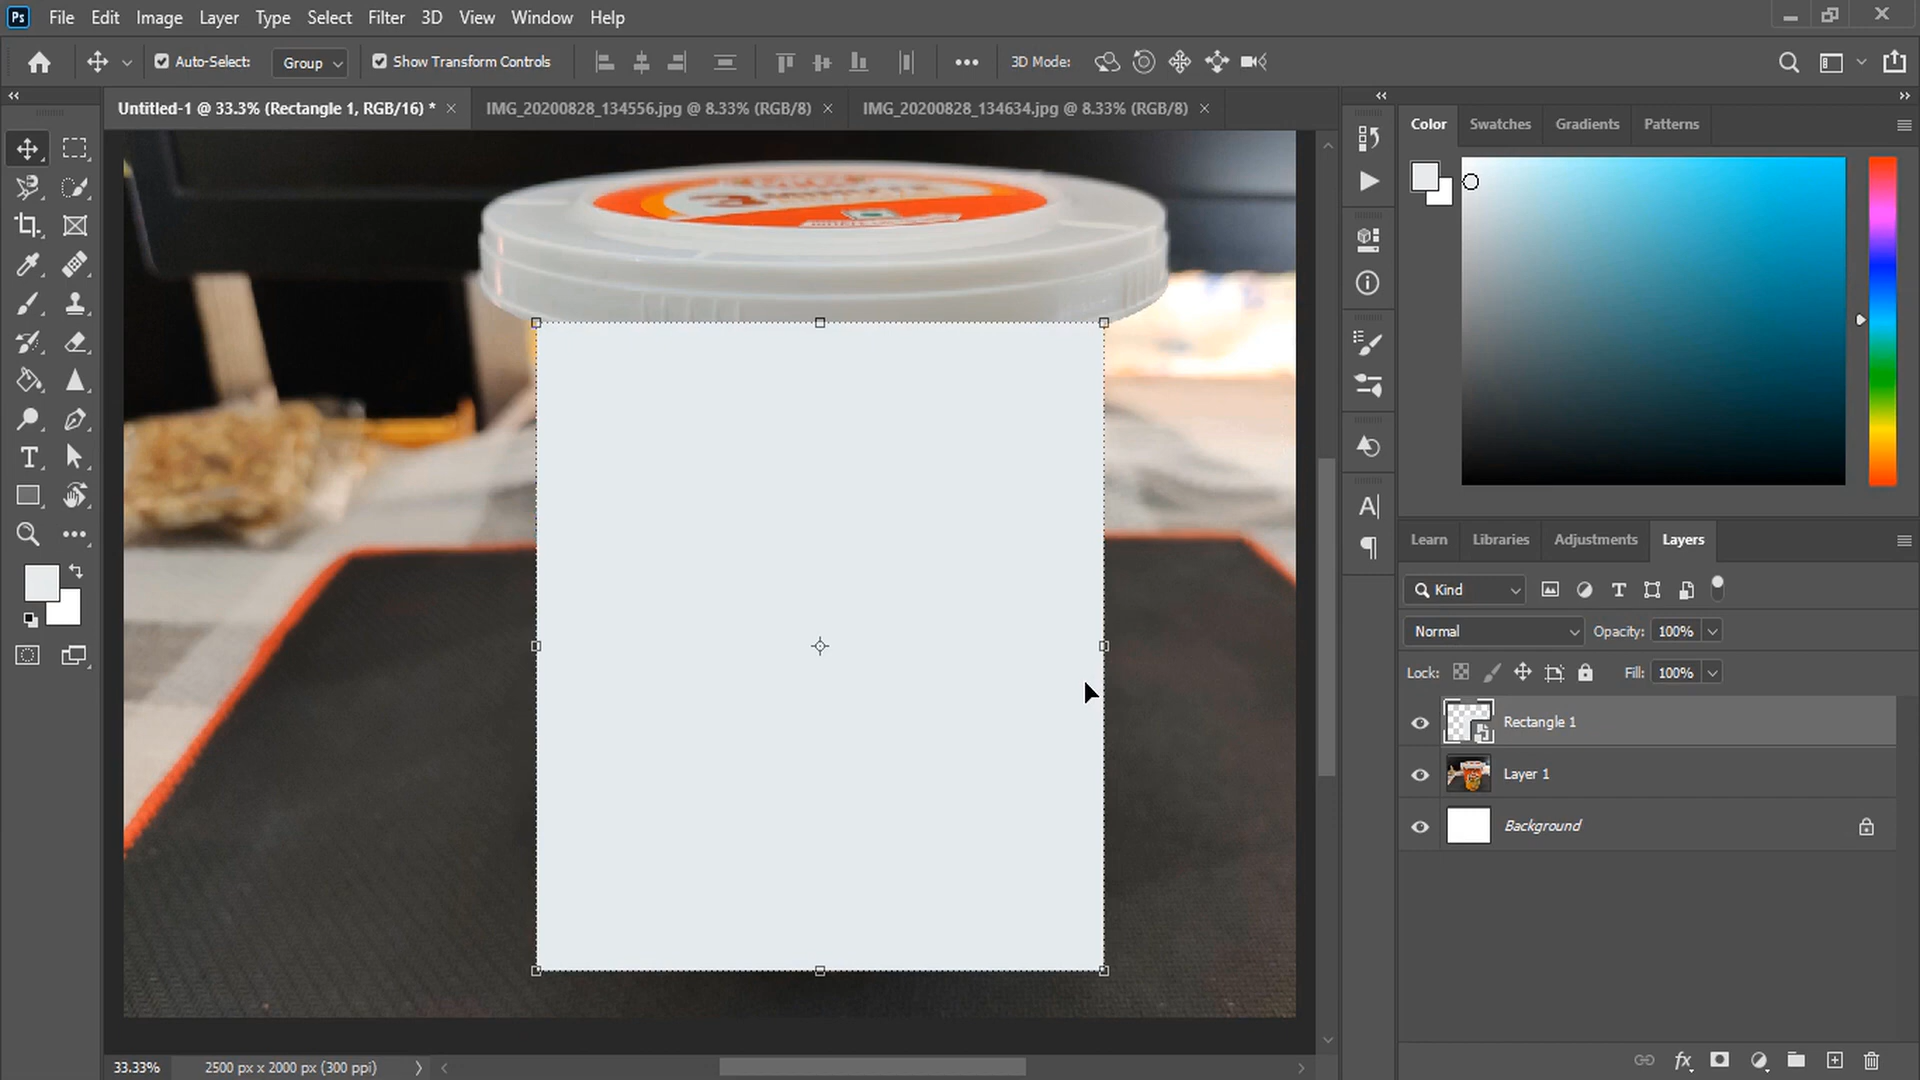 Ps File Edit Image Layer Type Select Filter 3D View Window Help
Auto-Select: Group Show Transform Controls 3D Mode:
Untitled-1 @ 33.3% (Rectangle 1, RGB/16) * IMG_20200828_134556.jpg @ 8.33% (RGB/8) IMG_20200828_134634.jpg @ 8.33% (RGB/8)
Color Swatches Gradients Patterns
Learn Libraries Adjustments Layers
Kind
Normal Opacity: 100%
Lock: Fill: 100%
Rectangle 1
Layer 1
Background
33.33% 2500 px x 2000 px (300 ppi)